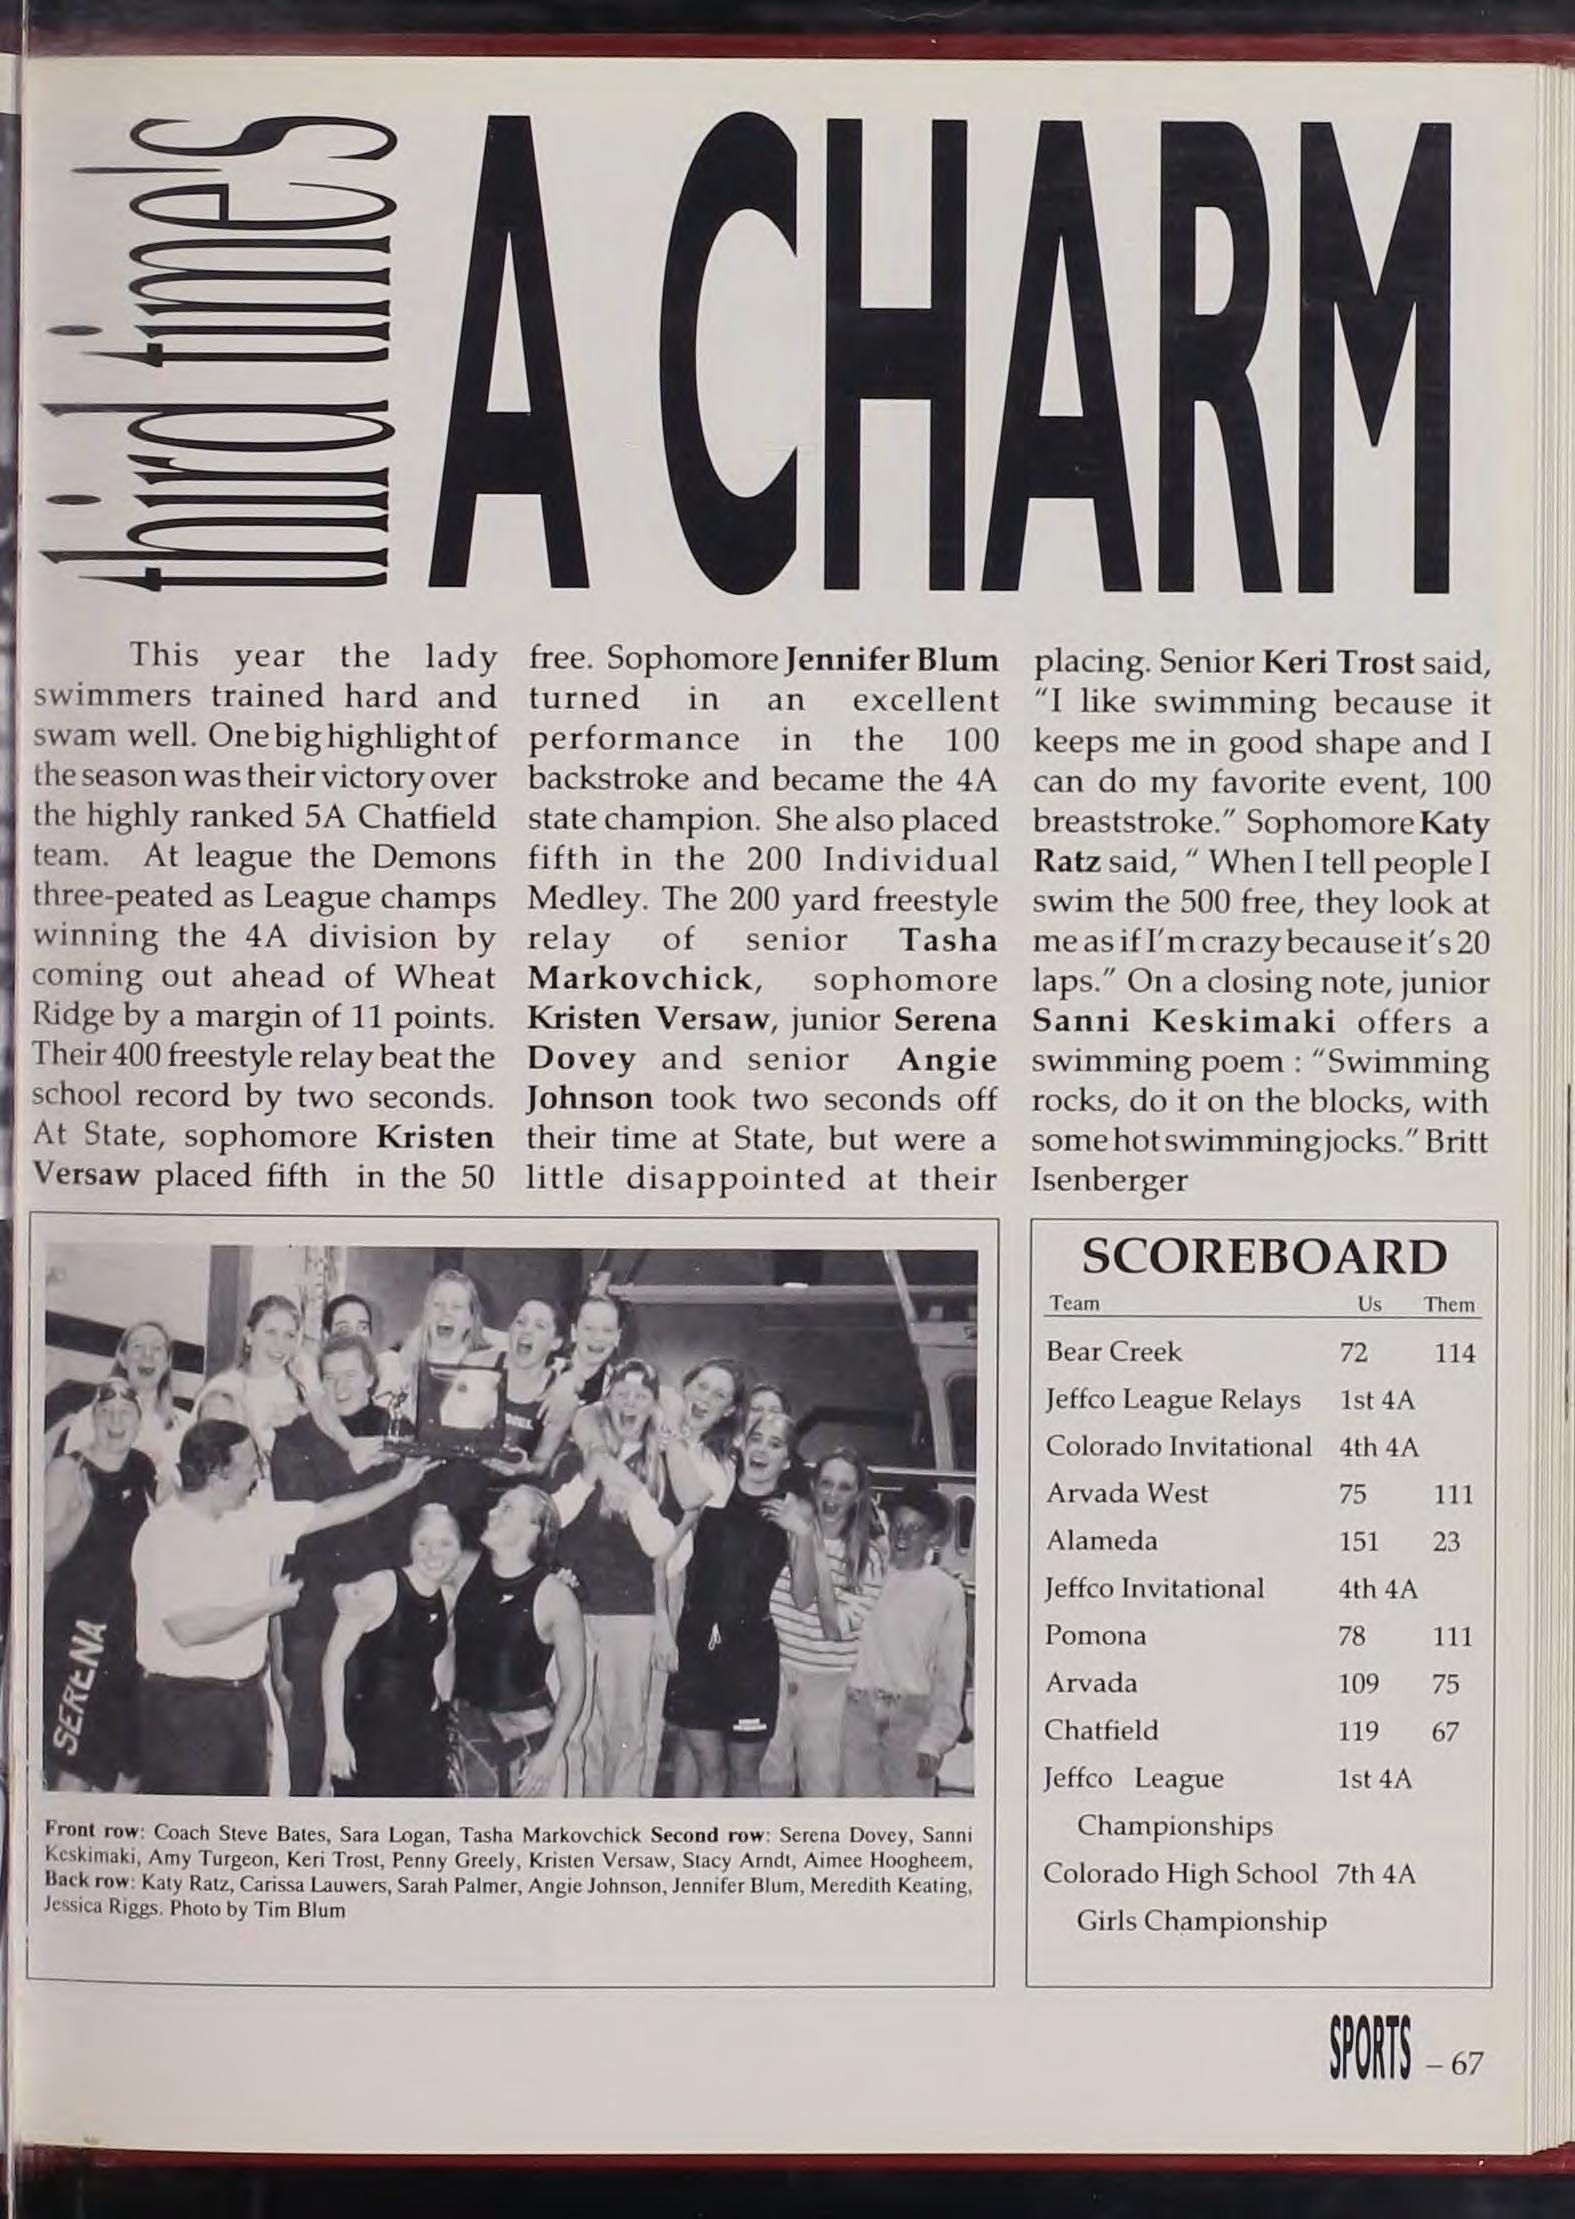 third time's
A CHARM
This year the lady
swimmers trained hard and
swam well. One big highlight of
the season was their victory over
the highly ranked 5A Chatfield
team. At league the Demons
three-peated as League champs
winning the 4A division by
coming out ahead of Wheat
Ridge by a margin of 11 points.
Their 400 freestyle relay beat the
school record by two seconds.
At State, sophomore Kristen
Versaw placed fifth in the 50
free. Sophomore Jennifer Blum
turned in an excellent
performance in the 100
backstroke and became the 4A
state champion. She also placed
fifth in the 200 Individual
Medley. The 200 yard freestyle
relay of senior Tasha
Markovchick, sophomore
Kristen Versaw, junior Serena
Dovey and senior Angie
Johnson took two seconds off
their time at State, but were a
little disappointed at their
placing. Senior Keri Trost said,
"I like swimming because it
keeps me in good shape and I
can do my favorite event, 100
breaststroke." Sophomore Katy
Ratz said, " When I tell people I
swim the 500 free, they look at
me as if I'm crazy because it's 20
laps." On a closing note, junior
Sanni Keskimaki offers a
swimming poem : "Swimming
rocks, do it on the blocks, with
some hot swimming jocks." Britt
Isenberger
SERENA
Front row: Coach Steve Bates, Sara Logan, Tasha Markovchick Second row: Serena Dovey, Sanni
Keskimaki, Amy Turgeon, Keri Trost, Penny Greely, Kristen Versaw, Stacy Arndt, Aimee Hoogheem,
Back row: Katy Ratz, Carissa Lauwers, Sarah Palmer, Angie Johnson, Jennifer Blum, Meredith Keating,
Jessica Riggs. Photo by Tim Blum
SCOREBOARD
Team Us Them
Bear Creek 72 114
Jeffco League Relays 1st 4A
Colorado Invitational 4th 4A
Arvada West 75 111
Alameda 151 23
Jeffco Invitational 4th 4A
Pomona 78 111
Arvada 109 75
Chatfield 119 67
Jeffco League 1st 4A
Championships
Colorado High School 7th 4A
Girls Championship
SPORTS – 67